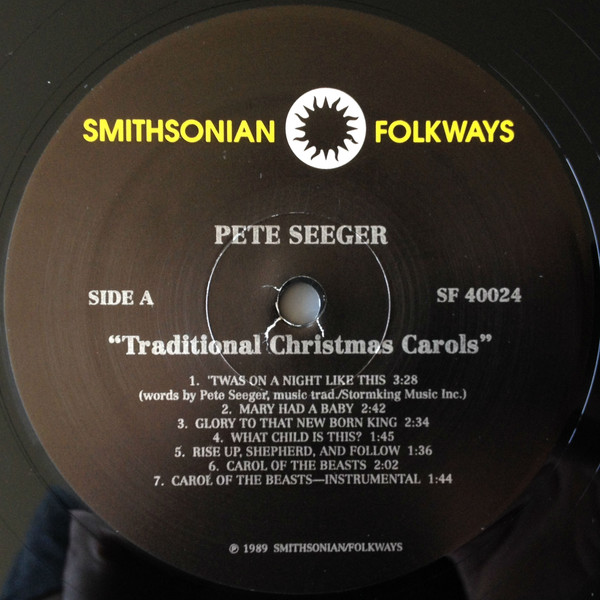 SMITHSONIAN FOLKWAYS
PETE SEEGER
SIDE A SF 40024
“Traditional Christmas Carols”
1. 'TWAS ON A NIGHT LIKE THIS 3:28
(words by Pete Seeger, music trad./Stormking Music Inc.)
2. MARY HAD A BABY 2:42
3. GLORY TO THAT NEW BORN KING 2:34
4. WHAT CHILD IS THIS? 1:45
5. RISE UP, SHEPHERD, AND FOLLOW 1:36
6. CAROL OF THE BEASTS 2:02
7. CAROL OF THE BEASTS—INSTRUMENTAL 1:44
℗ 1989 SMITHSONIAN/FOLKWAYS